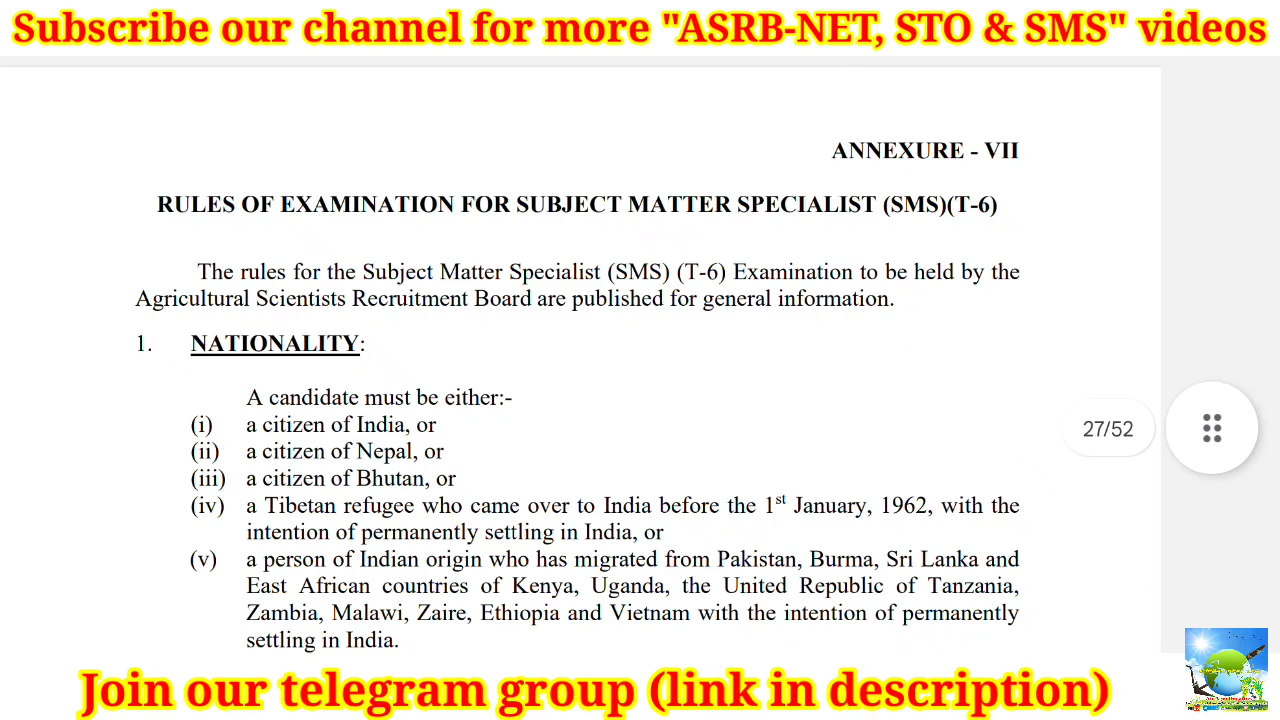 Subscribe our channel for more "ASRB-NET, STO & SMS" videos
ANNEXURE - VII
RULES OF EXAMINATION FOR SUBJECT MATTER SPECIALIST (SMS)(T-6)
The rules for the Subject Matter Specialist (SMS) (T-6) Examination to be held by the
Agricultural Scientists Recruitment Board are published for general information.
1. NATIONALITY:
A candidate must be either:-
(i) a citizen of India, or
(ii) a citizen of Nepal, or
(iii) a citizen of Bhutan, or
(iv) a Tibetan refugee who came over to India before the 1st January, 1962, with the
intention of permanently settling in India, or
(v) a person of Indian origin who has migrated from Pakistan, Burma, Sri Lanka and
East African countries of Kenya, Uganda, the United Republic of Tanzania,
Zambia, Malawi, Zaire, Ethiopia and Vietnam with the intention of permanently
settling in India.
27/52
Join our telegram group (link in description)